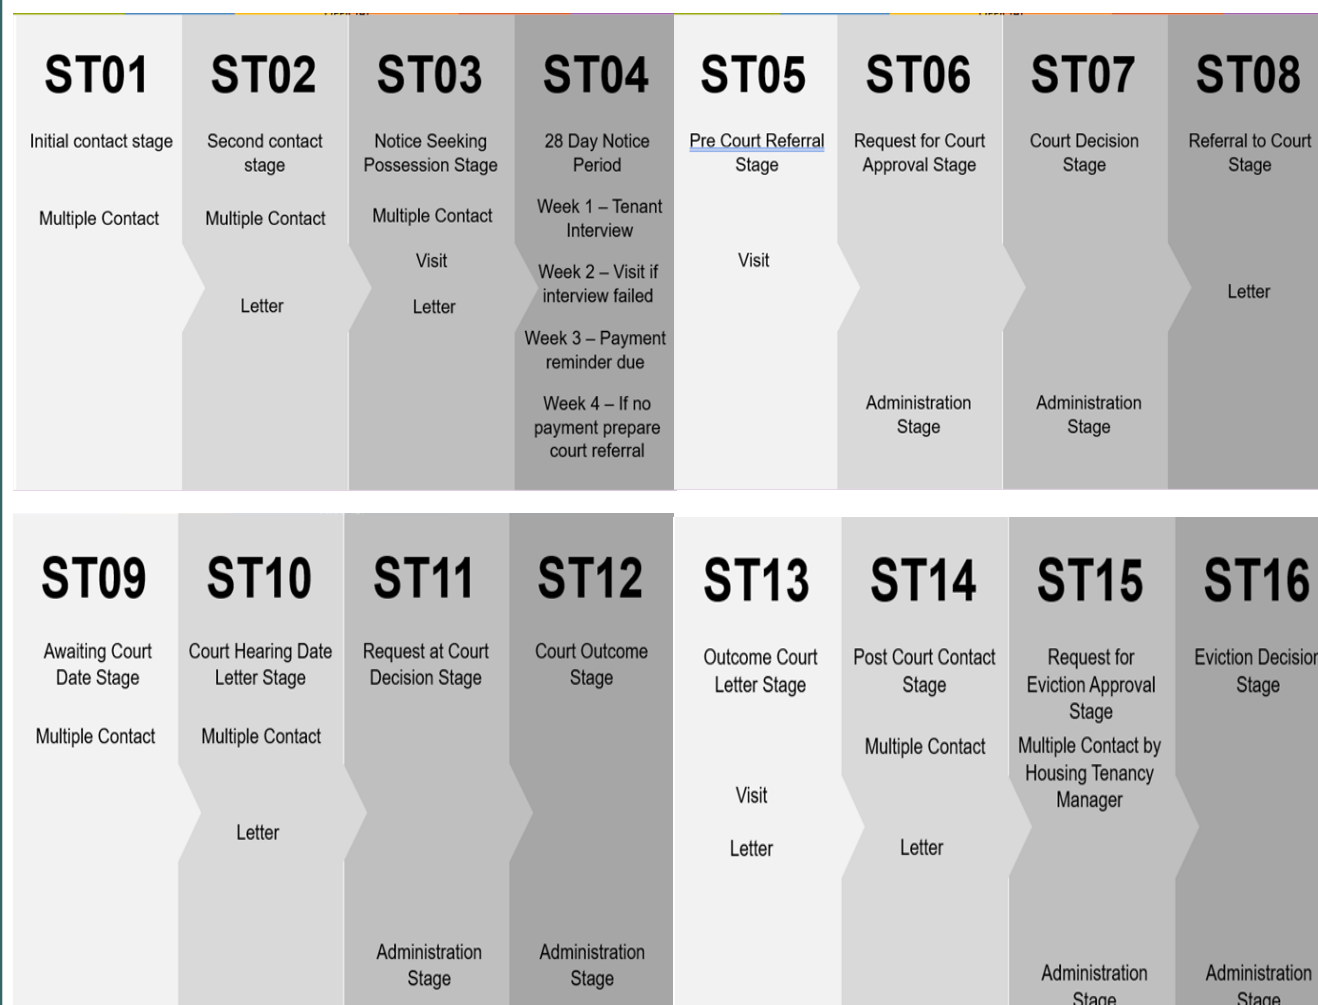 ST01
Initial contact stage
Multiple Contact
ST02
Second contact
stage
Multiple Contact
Letter
ST03
Notice Seeking
Possession Stage
Multiple Contact
Visit
Letter
ST04
28 Day Notice
Period
Week 1 – Tenant
Interview
Week 2 – Visit if
interview failed
Week 3 – Payment
reminder due
Week 4 – If no
payment prepare
court referral
ST05
Pre Court Referral
Stage
Visit
ST06
Request for Court
Approval Stage
Administration
Stage
ST07
Court Decision
Stage
Administration
Stage
ST08
Referral to Court
Stage
Letter
ST09
Awaiting Court
Date Stage
Multiple Contact
ST10
Court Hearing Date
Letter Stage
Multiple Contact
Letter
ST11
Request at Court
Decision Stage
Administration
Stage
ST12
Court Outcome
Stage
Administration
Stage
ST13
Outcome Court
Letter Stage
Visit
Letter
ST14
Post Court Contact
Stage
Multiple Contact
Letter
ST15
Request for
Eviction Approval
Stage
Multiple Contact by
Housing Tenancy
Manager
Administration
Stage
ST16
Eviction Decision
Stage
Administration
Stage